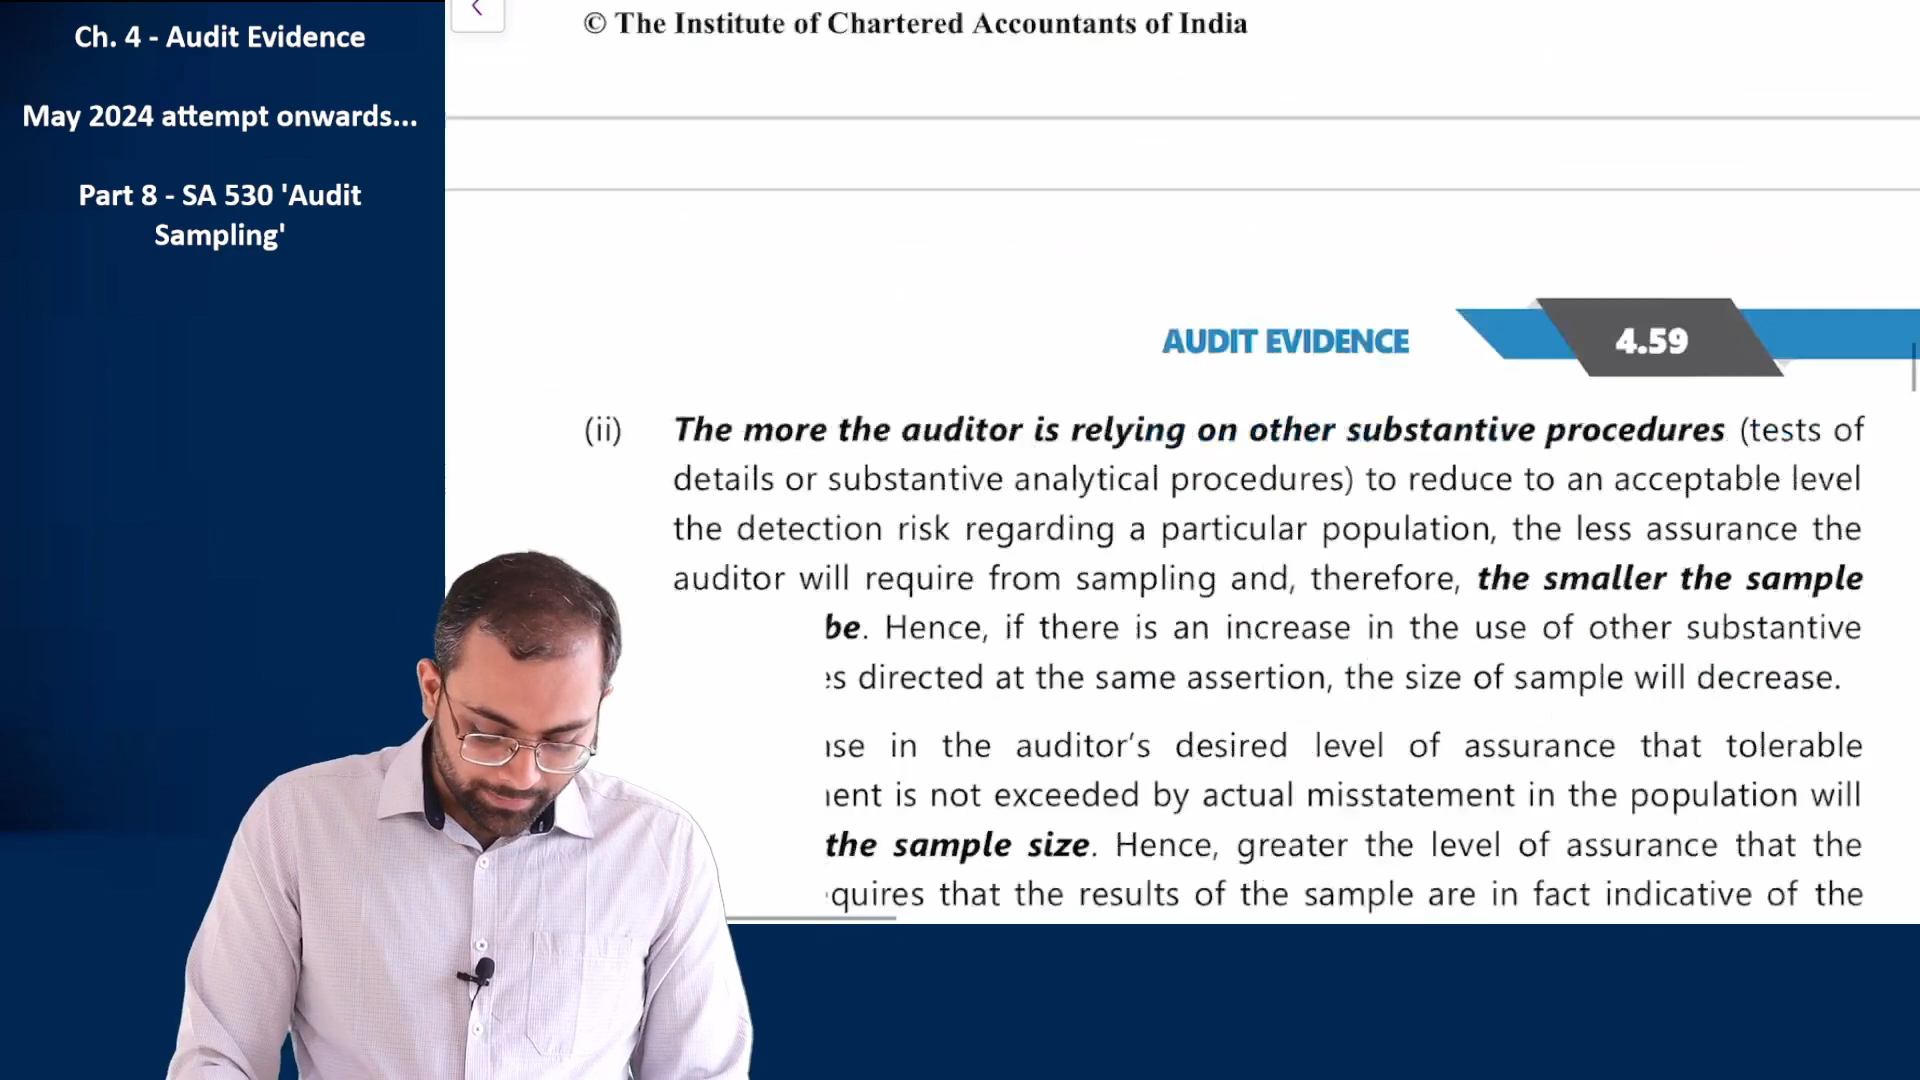 Ch. 4 - Audit Evidence
May 2024 attempt onwards...
Part 8 - SA 530 'Audit
Sampling'
© The Institute of Chartered Accountants of India
AUDIT EVIDENCE 4.59
(ii) The more the auditor is relying on other substantive procedures (tests of
details or substantive analytical procedures) to reduce to an acceptable level
the detection risk regarding a particular population, the less assurance the
auditor will require from sampling and, therefore, the smaller the sample
be. Hence, if there is an increase in the use of other substantive
directed at the same assertion, the size of sample will decrease.
in the auditor's desired level of assurance that tolerable
is not exceeded by actual misstatement in the population will
the sample size. Hence, greater the level of assurance that the
that the results of the sample are in fact indicative of the